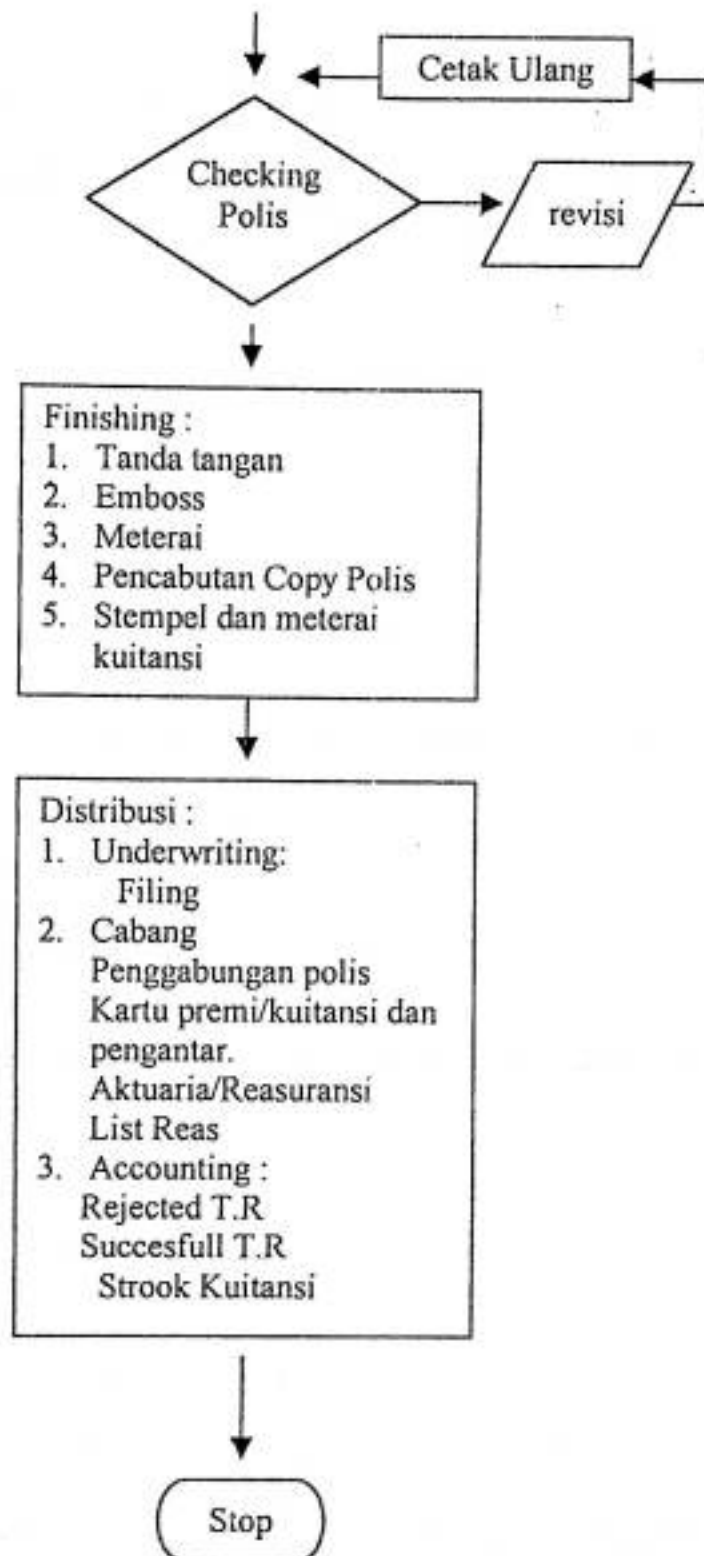 Cetak Ulang
Checking
Polis
revisi
Finishing :
1. Tanda tangan
2. Emboss
3. Meterai
4. Pencabutan Copy Polis
5. Stempel dan meterai
kuitansi
Distribusi :
1. Underwriting:
Filing
2. Cabang
Penggabungan polis
Kartu premi/kuitansi dan
pengantar.
Aktuaria/Reasuransi
List Reas
3. Accounting :
Rejected T.R
Succesfull T.R
Strook Kuitansi
Stop